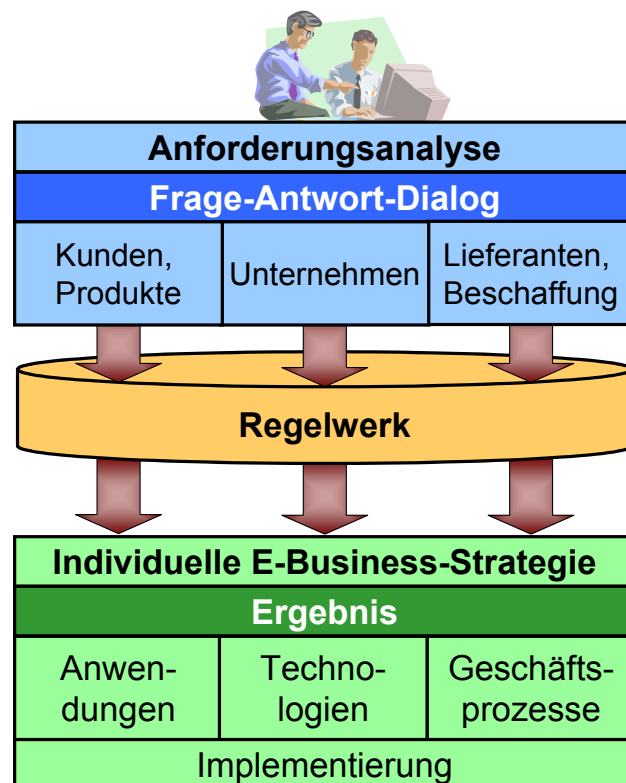 Anforderungsanalyse
Frage-Antwort-Dialog
Kunden,
Produkte
Unternehmen
Lieferanten,
Beschaffung
Regelwerk
Individuelle E-Business-Strategie
Ergebnis
Anwen-
dungen
Techno-
logien
Geschäfts-
prozesse
Implementierung